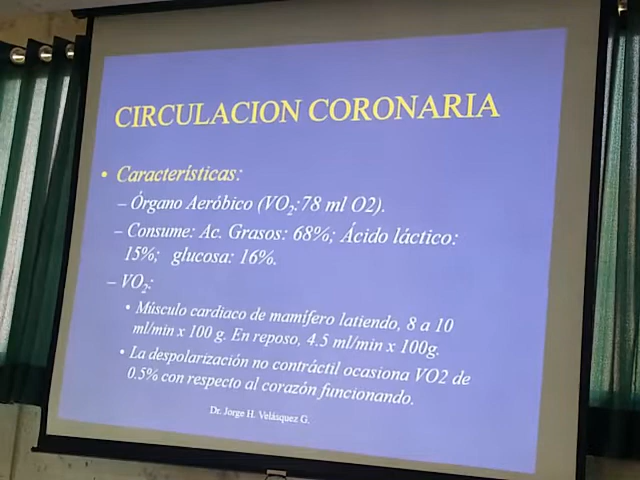 CIRCULACION CORONARIA
• Características:
– Órgano Aeróbico (VO2:78 ml O2).
– Consume: Ac. Grasos: 68%; Ácido láctico:
15%; glucosa: 16%.
– VO2:
• Músculo cardiaco de mamífero latiendo, 8 a 10
ml/min x 100 g. En reposo, 4.5 ml/min x 100g.
• La despolarización no contráctil ocasiona VO2 de
0.5% con respecto al corazón funcionando.
Dr. Jorge H. Velásquez G.